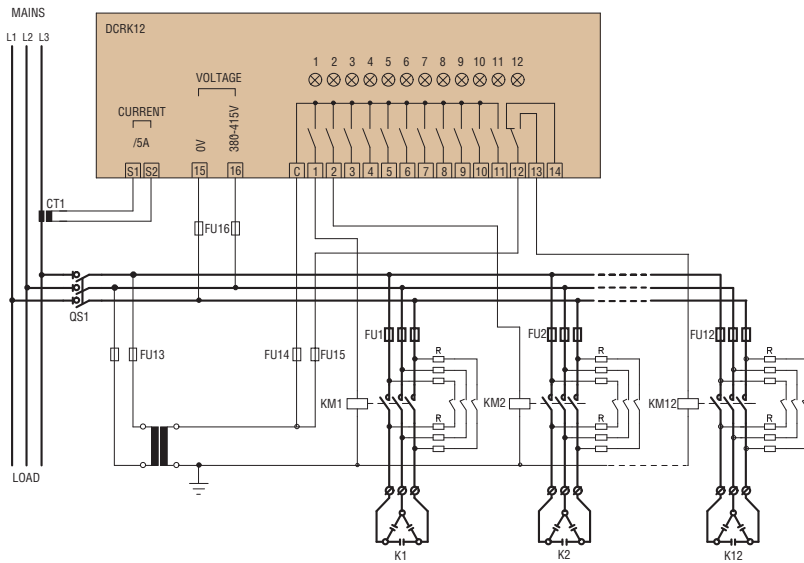 MAINS
L1 L2 L3
DCRK12
1 2 3 4 5 6 7 8 9 10 11 12
VOLTAGE
CURRENT
/5A
0V
380-415V
S1 S2 15 16 C 1 2 3 4 5 6 7 8 9 10 11 12 13 14
CT1
FU16
QS1
FU13
FU14
FU15
FU1
FU2
FU12
R
R
R
KM1
KM2
KM12
R
R
R
LOAD
K1
K2
K12